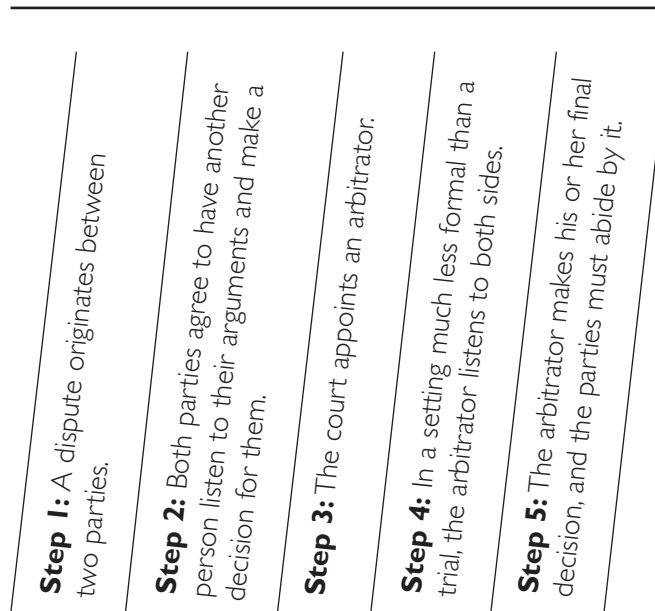 Step 1: A dispute originates between
two parties.
Step 2: Both parties agree to have another
person listen to their arguments and make a
decision for them.
Step 3: The court appoints an arbitrator.
Step 4: In a setting much less formal than a
trial, the arbitrator listens to both sides.
Step 5: The arbitrator makes his or her final
decision, and the parties must abide by it.